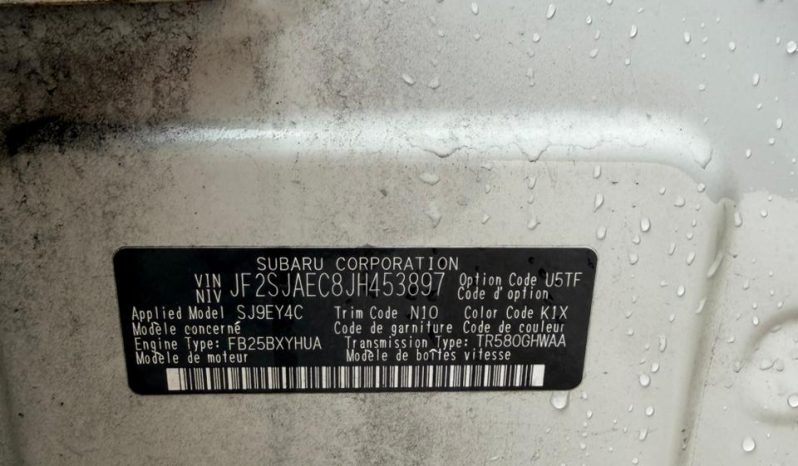 SUBARU CORPORATION
VIN NIV JF2SJAEC8JH453897 Option Code U5TF
Code d'option
Applied Model SJ9EY4C Trim Code N10 Color Code K1X
Modèle concerné Code de garniture Code de couleur
Engine Type: FB25BXYHUA Transmission Type: TR580GHWAA
Modèle de moteur Modèle de boîtes vitesse